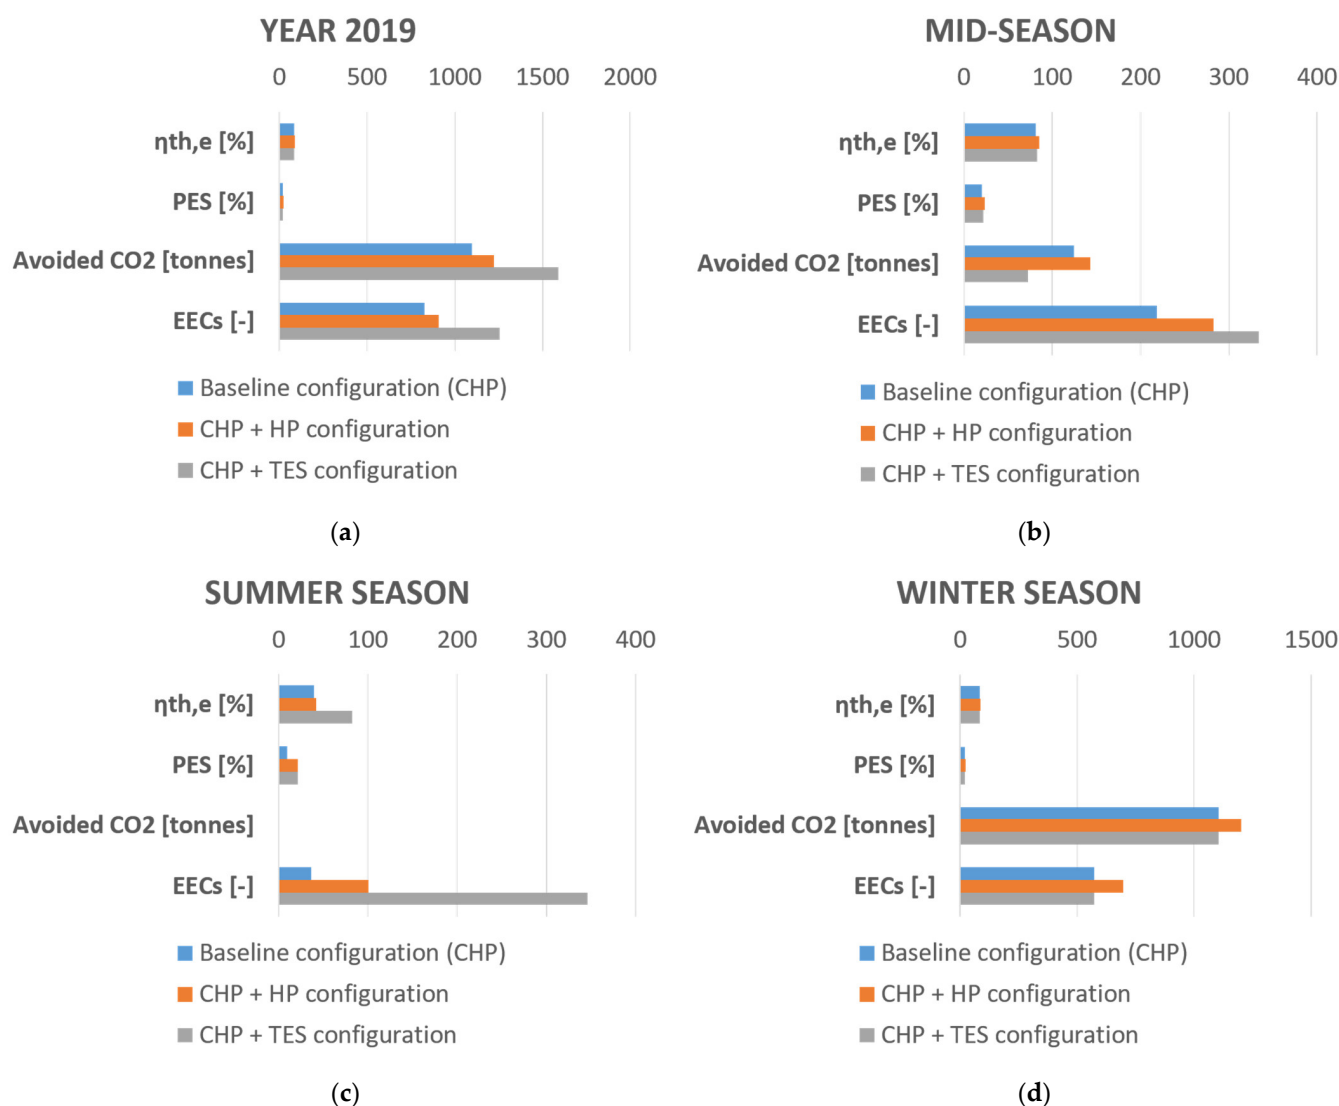 YEAR 2019
0 500 1000 1500 2000
ηth,e [%]
PES [%]
Avoided CO2 [tonnes]
EECs [-]
Baseline configuration (CHP)
CHP + HP configuration
CHP + TES configuration
(a)
MID-SEASON
0 100 200 300 400
ηth,e [%]
PES [%]
Avoided CO2 [tonnes]
EECs [-]
Baseline configuration (CHP)
CHP + HP configuration
CHP + TES configuration
(b)
SUMMER SEASON
0 100 200 300 400
ηth,e [%]
PES [%]
Avoided CO2 [tonnes]
EECs [-]
Baseline configuration (CHP)
CHP + HP configuration
CHP + TES configuration
(c)
WINTER SEASON
0 500 1000 1500
ηth,e [%]
PES [%]
Avoided CO2 [tonnes]
EECs [-]
Baseline configuration (CHP)
CHP + HP configuration
CHP + TES configuration
(d)